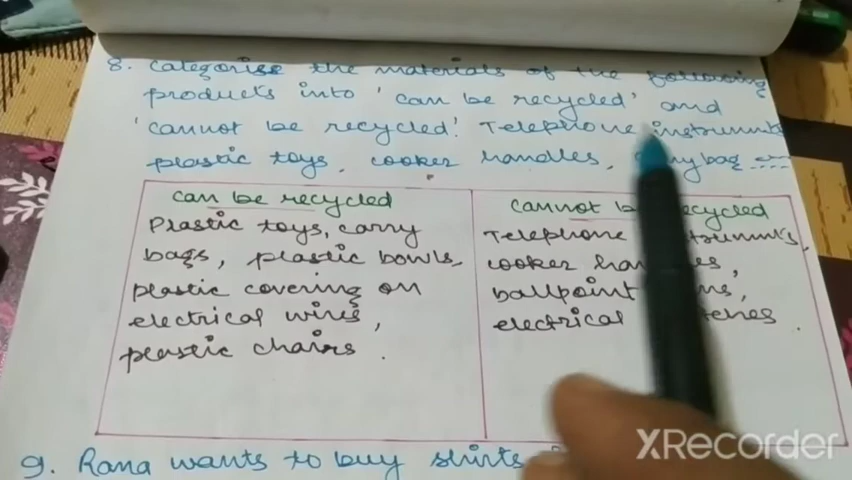 8. Categorise the materials of the following
products into 'can be recycled' and
'cannot be recycled'. Telephone instruments
plastic toys, cooker handles, bag ----
can be recycled
Plastic toys, carry
bags, plastic bowls,
plastic covering on
electrical wires,
plastic chairs.
cannot be recycled
Telephone
cooker
ballpoint
electrical
9. Rana wants to buy shirts
XRecorder